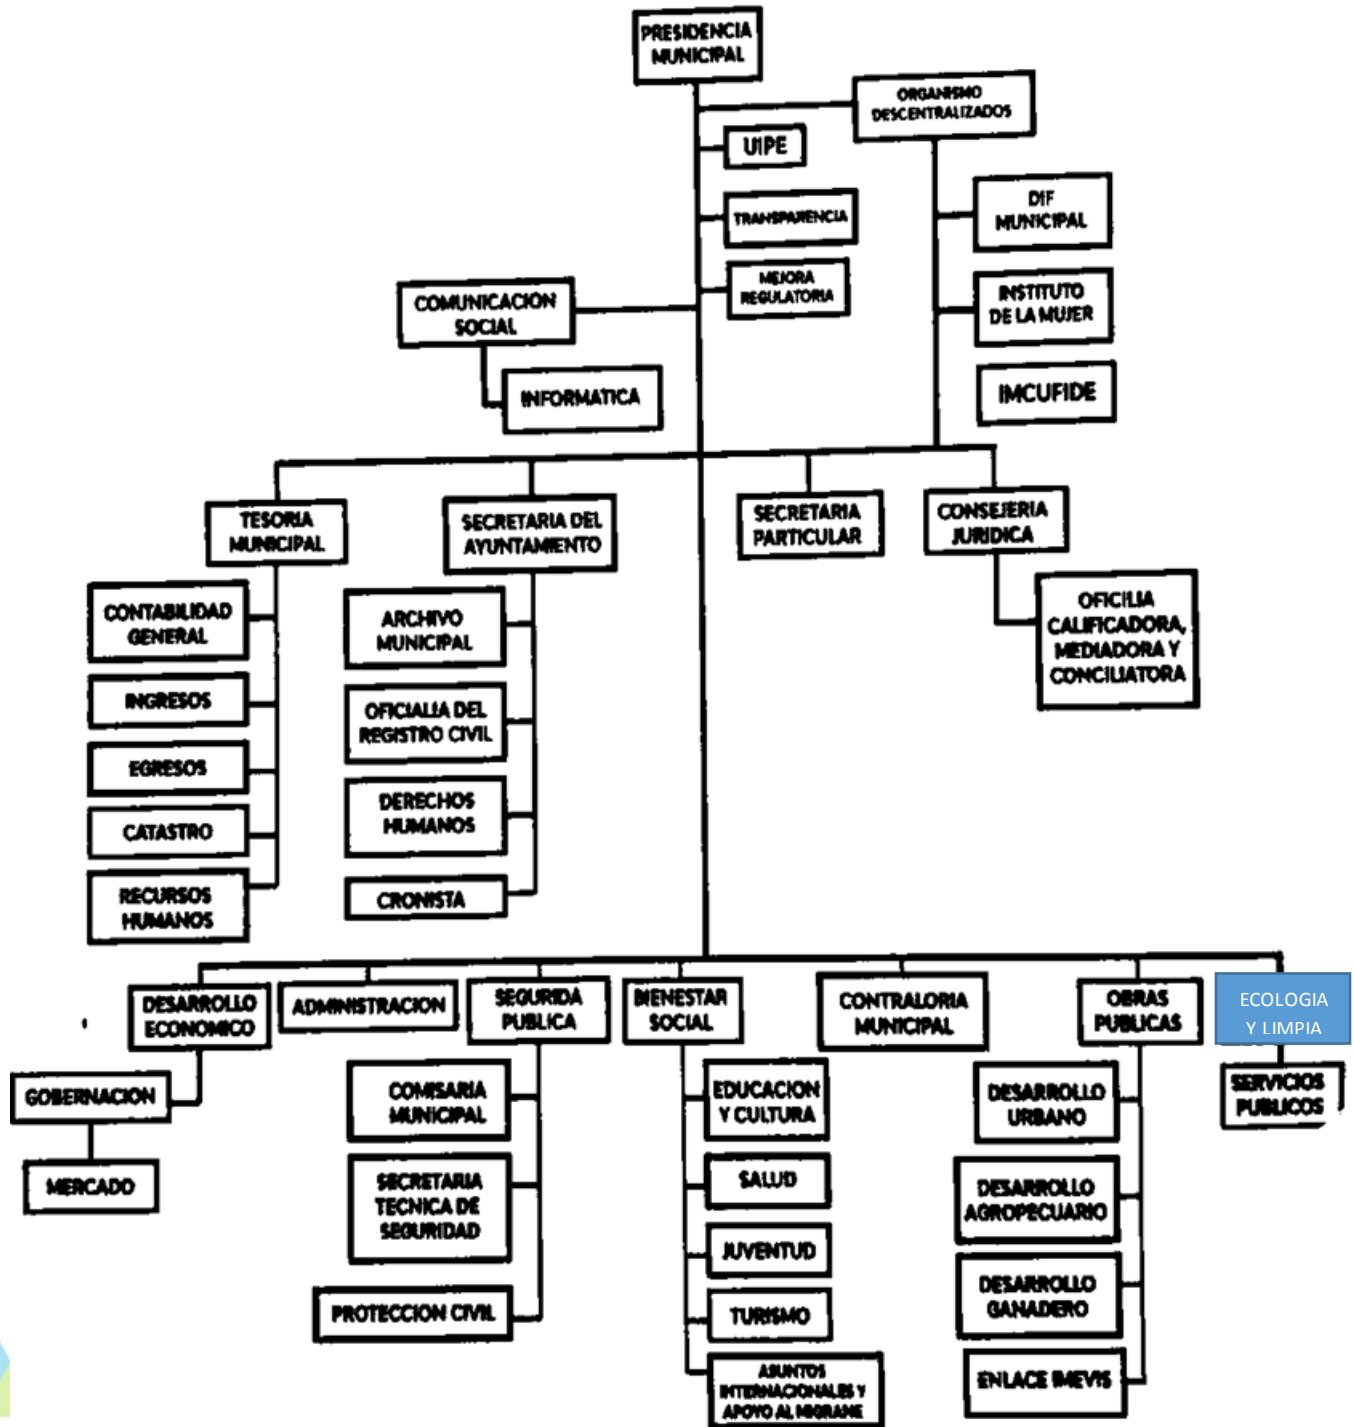 PRESIDENCIA
MUNICIPAL
ORGANISMO
DESCENTRALIZADOS
UIPE
TRANSPARENCIA
DIF
MUNICIPAL
MEJORA
REGULATORIA
INSTITUTO
DE LA MUJER
COMUNICACION
SOCIAL
INFORMATICA
IMCUFIDE
TESORIA
MUNICIPAL
SECRETARIA DEL
AYUNTAMIENTO
SECRETARIA
PARTICULAR
CONSEJERIA
JURIDICA
CONTABILIDAD
GENERAL
INGRESOS
EGRESOS
CATASTRO
RECURSOS
HUMANOS
ARCHIVO
MUNICIPAL
OFICIALIA DEL
REGISTRO CIVIL
DERECHOS
HUMANOS
CRONISTA
OFICILIA
CALIFICADORA,
MEDIADORA Y
CONCILIATORA
DESARROLLO
ECONOMICO
ADMINISTRACION
SEGURIDA
PUBLICA
BIENESTAR
SOCIAL
CONTRALORIA
MUNICIPAL
OBRAS
PUBLICAS
ECOLOGIA
Y LIMPIA
GOBERNACION
MERCADO
COMISARIA
MUNICIPAL
SECRETARIA
TECNICA DE
SEGURIDAD
PROTECCION CIVIL
EDUCACION
Y CULTURA
SALUD
JUVENTUD
TURISMO
ASUNTOS
INTERNACIONALES Y
APOYO AL MIGRANE
DESARROLLO
URBANO
DESARROLLO
AGROPECUARIO
DESARROLLO
GANADERO
ENLACE IMEVIS
SERVICIOS
PUBLICOS